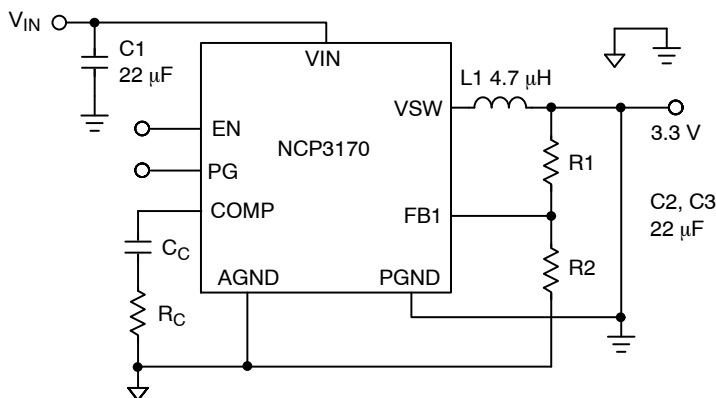 VIN
C1
22 μF
VIN
EN
PG
COMP
CC
RC
AGND
PGND
NCP3170
VSW
FB1
L1 4.7 μH
R1
R2
3.3 V
C2, C3
22 μF